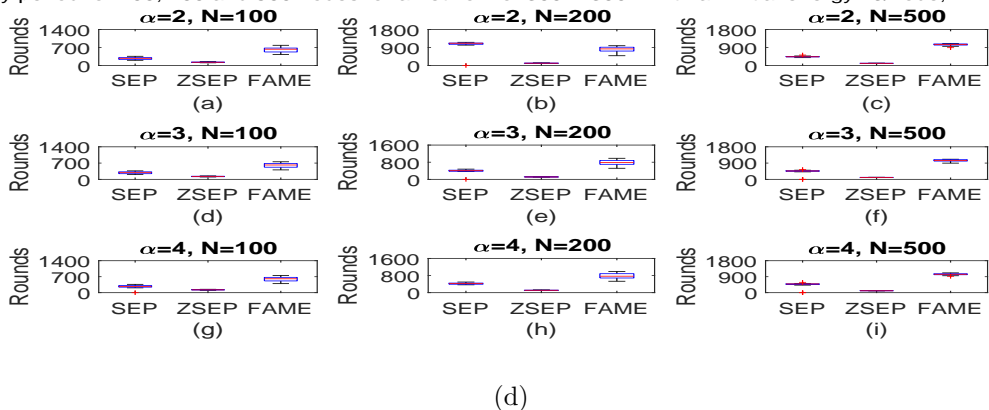 α=2, N=100 α=2, N=200 α=2, N=500
Rounds 1400 700 0 Rounds 1800 900 0 Rounds 1800 900 0
SEP ZSEP FAME SEP ZSEP FAME SEP ZSEP FAME
(a) (b) (c)
α=3, N=100 α=3, N=200 α=3, N=500
Rounds 1400 700 0 Rounds 1600 800 0 Rounds 1800 900 0
SEP ZSEP FAME SEP ZSEP FAME SEP ZSEP FAME
(d) (e) (f)
α=4, N=100 α=4, N=200 α=4, N=500
Rounds 1400 700 0 Rounds 1600 800 0 Rounds 1800 900 0
SEP ZSEP FAME SEP ZSEP FAME SEP ZSEP FAME
(g) (h) (i)
(d)